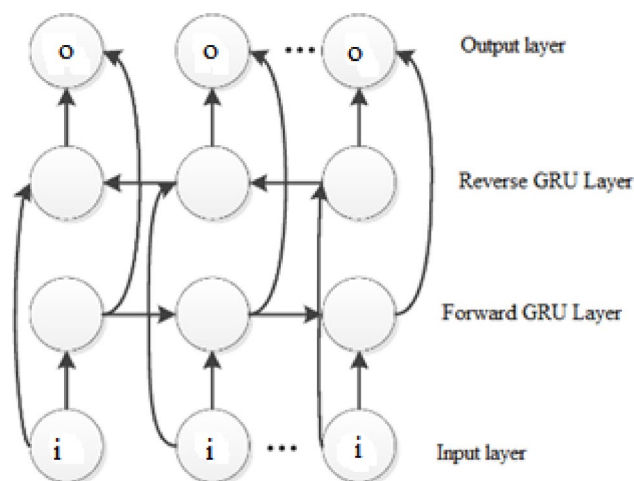 o o ... o Output layer
Reverse GRU Layer
Forward GRU Layer
i i ... i Input layer